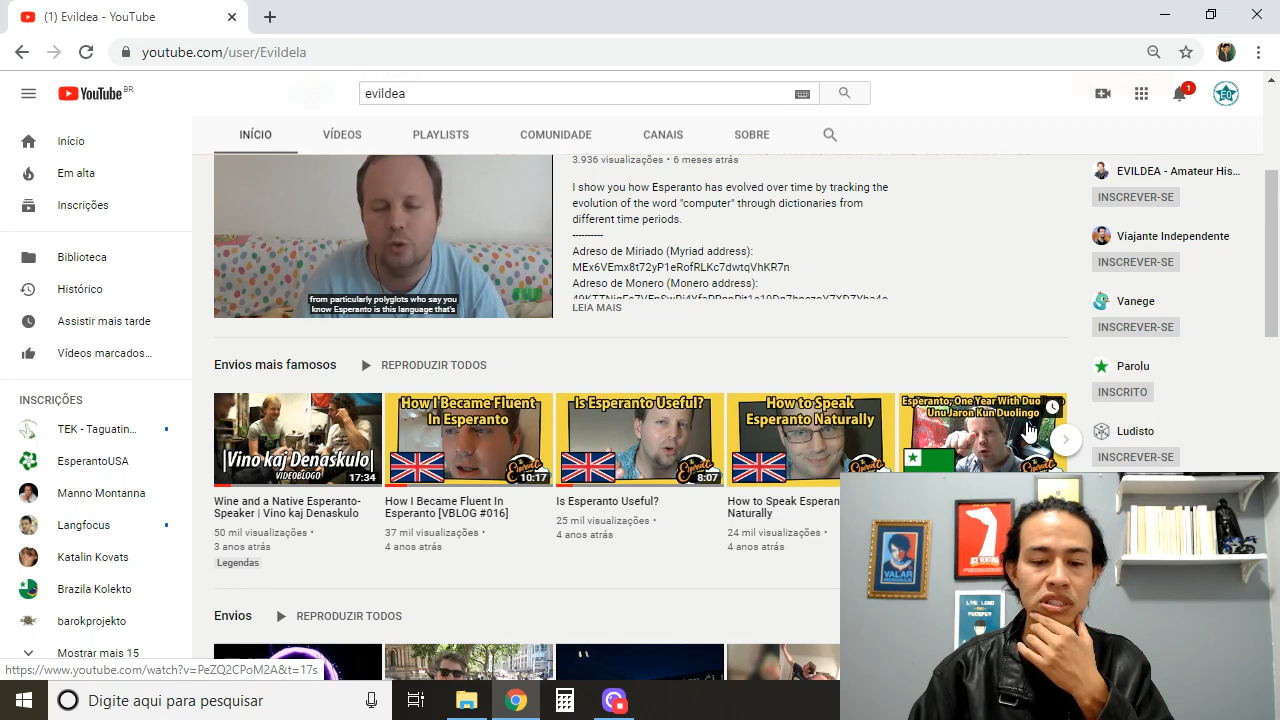 (1) Evildea - YouTube
youtube.com/user/Evildela
YouTube BR
evildea
1
INÍCIO
VÍDEOS
PLAYLISTS
COMUNIDADE
CANAIS
SOBRE
Início
Em alta
Inscrições
Biblioteca
Histórico
Assistir mais tarde
Vídeos marcados...
INSCRIÇÕES
TEK - Taguatin...
EsperantoUSA
Manno Montanna
Langfocus
Katalin Kovats
Brazila Kolekto
barokprojekto
Mostrar mais 15
from particularly polyglots who say you
know Esperanto is this language that's
3.936 visualizações • 6 meses atrás
I show you how Esperanto has evolved over time by tracking the
evolution of the word "computer" through dictionaries from
different time periods.
----------
Adreso de Miriado (Myriad address):
MEx6VEmx8t72yP1eRofRLKc7dwtqVhKR7n
Adreso de Monero (Monero address):
LEIA MAIS
EVILDEA - Amateur His...
INSCREVER-SE
Viajante Independente
INSCREVER-SE
Vanege
INSCREVER-SE
Parolu
INSCRITO
Ludisto
INSCREVER-SE
Envios mais famosos
REPRODUZIR TODOS
|Vino kaj Denaskulo|
VIDEOBLOGO
17:34
Wine and a Native Esperanto-
Speaker | Vino kaj Denaskulo
50 mil visualizações •
3 anos atrás
Legendas
How I Became Fluent
In Esperanto
10:17
How I Became Fluent In
Esperanto [VBLOG #016]
37 mil visualizações •
4 anos atrás
Is Esperanto Useful?
8:07
Is Esperanto Useful?
25 mil visualizações •
4 anos atrás
How to Speak
Esperanto Naturally
How to Speak Esperan
Naturally
24 mil visualizações •
4 anos atrás
Esperanto, One Year With Duo
Unu Jaron Kun Duolingo
Envios
REPRODUZIR TODOS
https://www.youtube.com/watch?v=PeZQ2CPoM2A&t=17s
Digite aqui para pesquisar
VALAR
MORGHULIS
LIVE LONG
AND
PROSPER